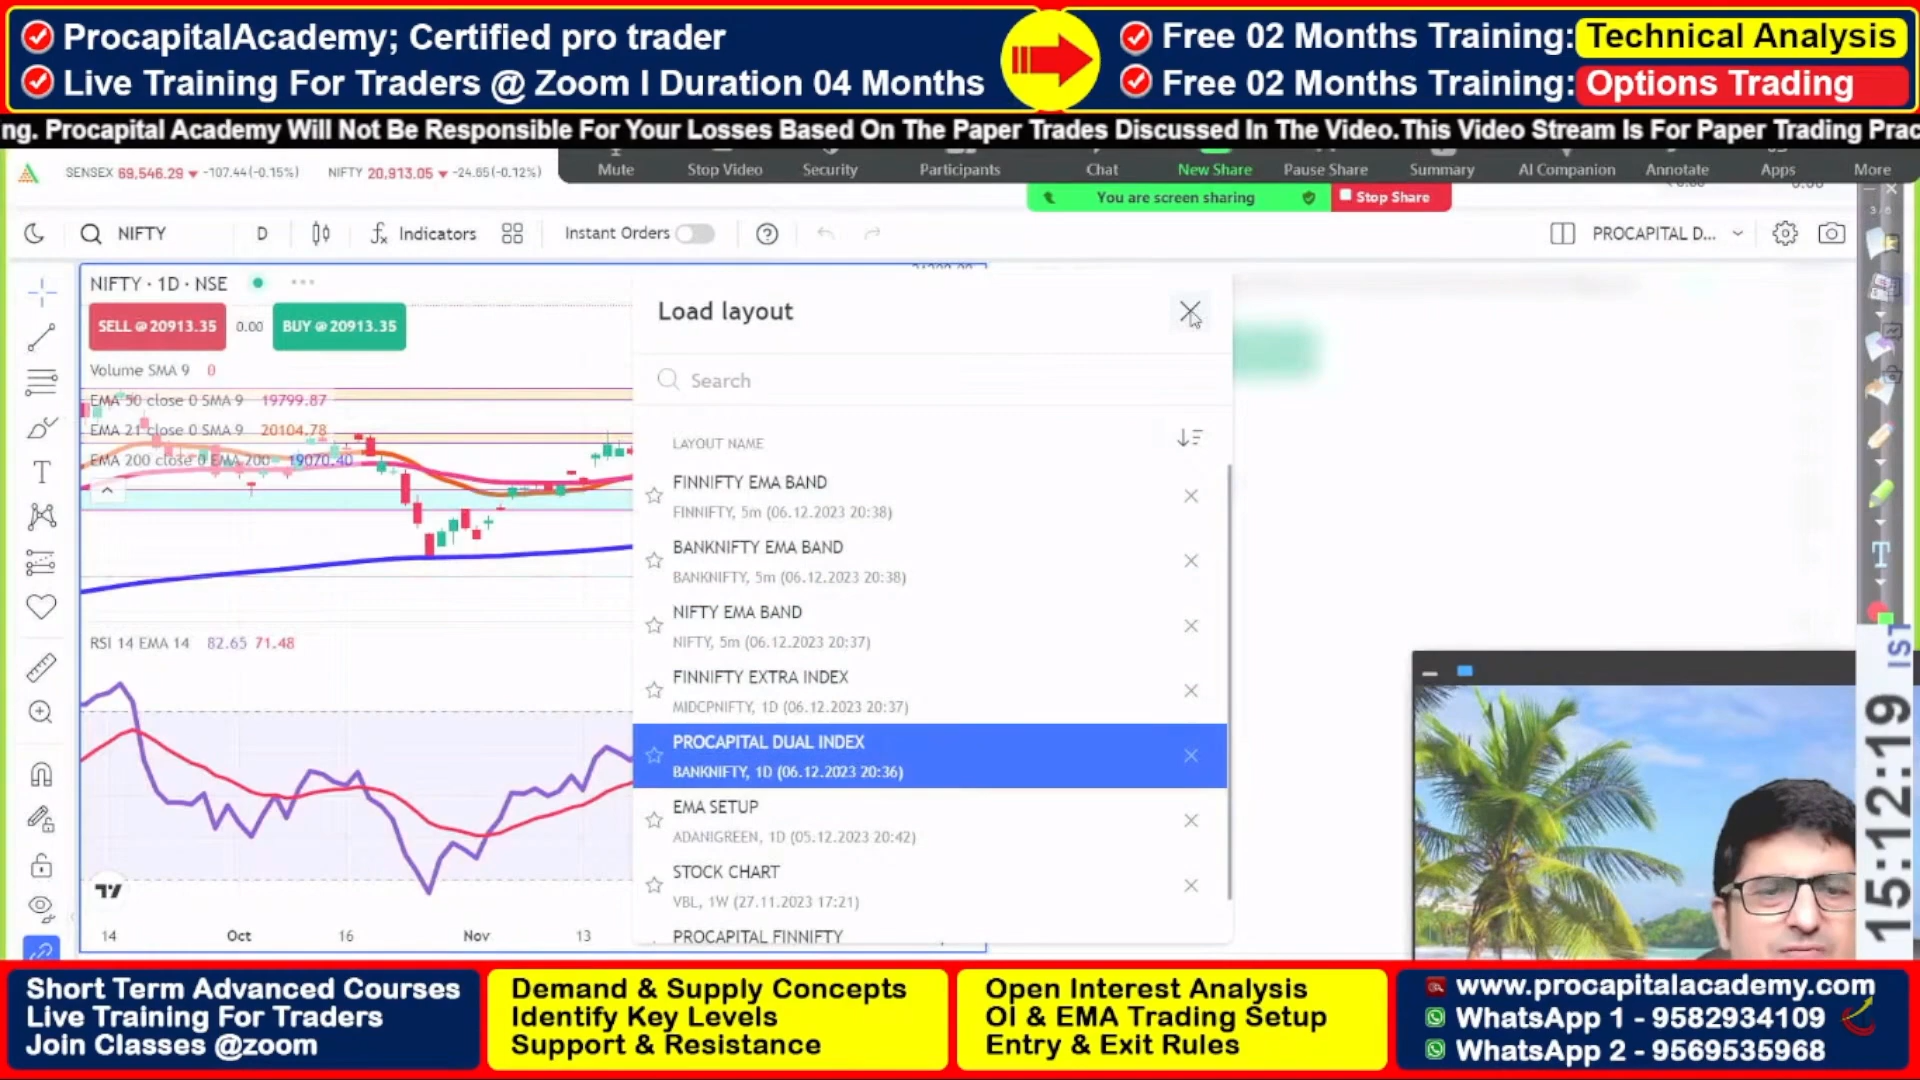 ProcapitalAcademy; Certified pro trader
Live Training For Traders @ Zoom I Duration 04 Months
Free 02 Months Training: Technical Analysis
Free 02 Months Training: Options Trading
ng. Procapital Academy Will Not Be Responsible For Your Losses Based On The Paper Trades Discussed In The Video.This Video Stream Is For Paper Trading Prac
SENSEX 69,546.29 ▼ -107.44(-0.15%) NIFTY 20,913.05 ▼ -24.65(-0.12%)
Mute Stop Video Security Participants Chat New Share Pause Share Summary AI Companion Annotate Apps More
You are screen sharing Stop Share
NIFTY D Indicators Instant Orders PROCAPITAL D...
NIFTY · 1D · NSE
SELL @ 20913.35 0.00 BUY @ 20913.35
Volume SMA 9 0
EMA 50 close 0 SMA 9 19799.87
EMA 21 close 0 SMA 9 20104.78
EMA 200 close 0 EMA 200 19070.40
RSI 14 EMA 14 82.65 71.48
14 Oct 16 Nov 13
Load layout
Search
LAYOUT NAME
FINNIFTY EMA BAND
FINNIFTY, 5m (06.12.2023 20:38)
BANKNIFTY EMA BAND
BANKNIFTY, 5m (06.12.2023 20:38)
NIFTY EMA BAND
NIFTY, 5m (06.12.2023 20:37)
FINNIFTY EXTRA INDEX
MIDCPNIFTY, 1D (06.12.2023 20:37)
PROCAPITAL DUAL INDEX
BANKNIFTY, 1D (06.12.2023 20:36)
EMA SETUP
ADANIGREEN, 1D (05.12.2023 20:42)
STOCK CHART
VBL, 1W (27.11.2023 17:21)
PROCAPITAL FINNIFTY
15:12:19 IST
Short Term Advanced Courses
Live Training For Traders
Join Classes @zoom
Demand & Supply Concepts
Identify Key Levels
Support & Resistance
Open Interest Analysis
OI & EMA Trading Setup
Entry & Exit Rules
www.procapitalacademy.com
WhatsApp 1 - 9582934109
WhatsApp 2 - 9569535968